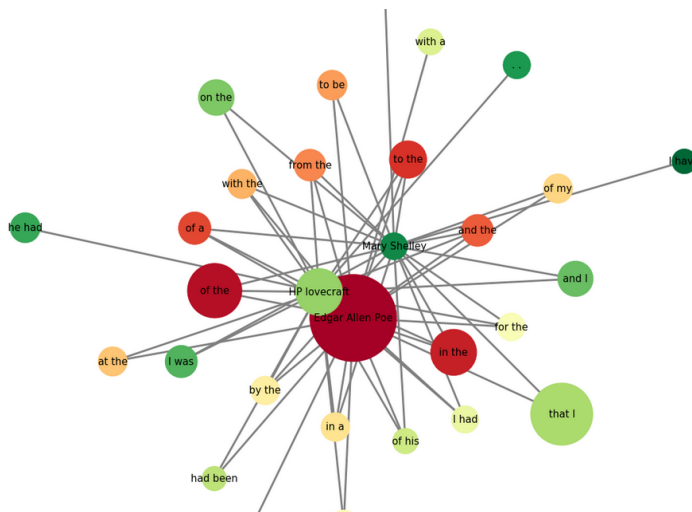 with a
. .
to be
on the
from the
to the
I hav
with the
of my
he had
of a
and the
Mary Shelley
and I
of the
HP lovecraft
Edgar Allen Poe
for the
at the
I was
in the
by the
that I
in a
I had
of his
had been